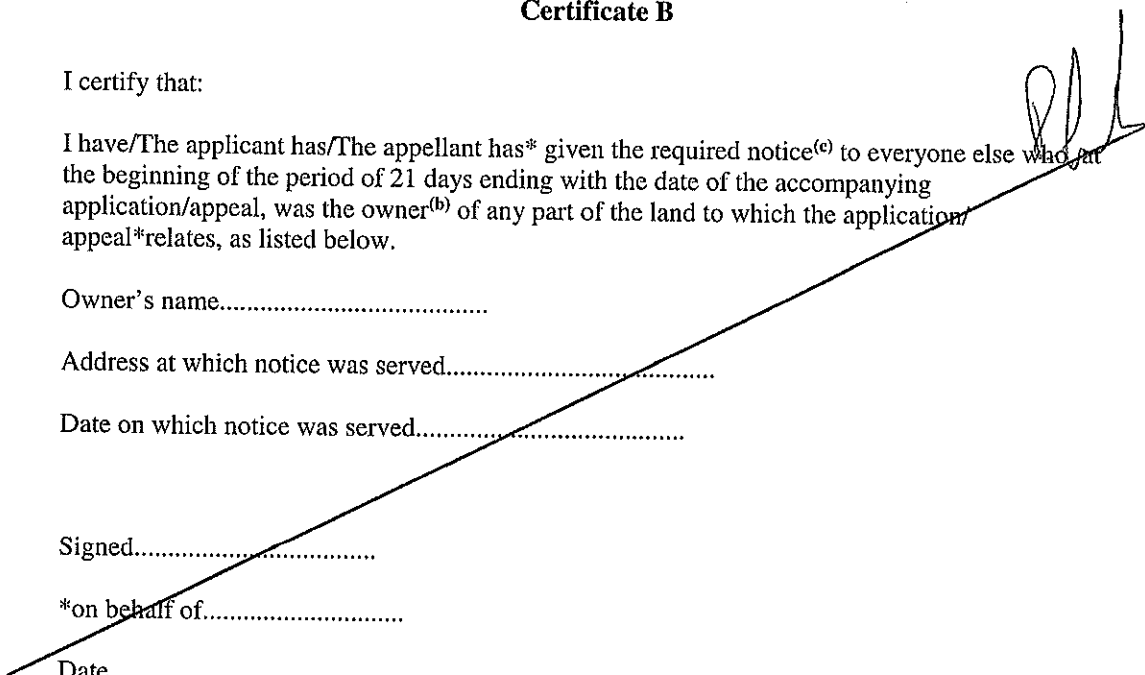 Certificate B
I certify that:
I have/The applicant has/The appellant has* given the required notice(c) to everyone else who, at
the beginning of the period of 21 days ending with the date of the accompanying
application/appeal, was the owner(b) of any part of the land to which the application/
appeal*relates, as listed below.
Owner's name........................................
Address at which notice was served........................................
Date on which notice was served........................................
Signed....................................
*on behalf of..............................
Date